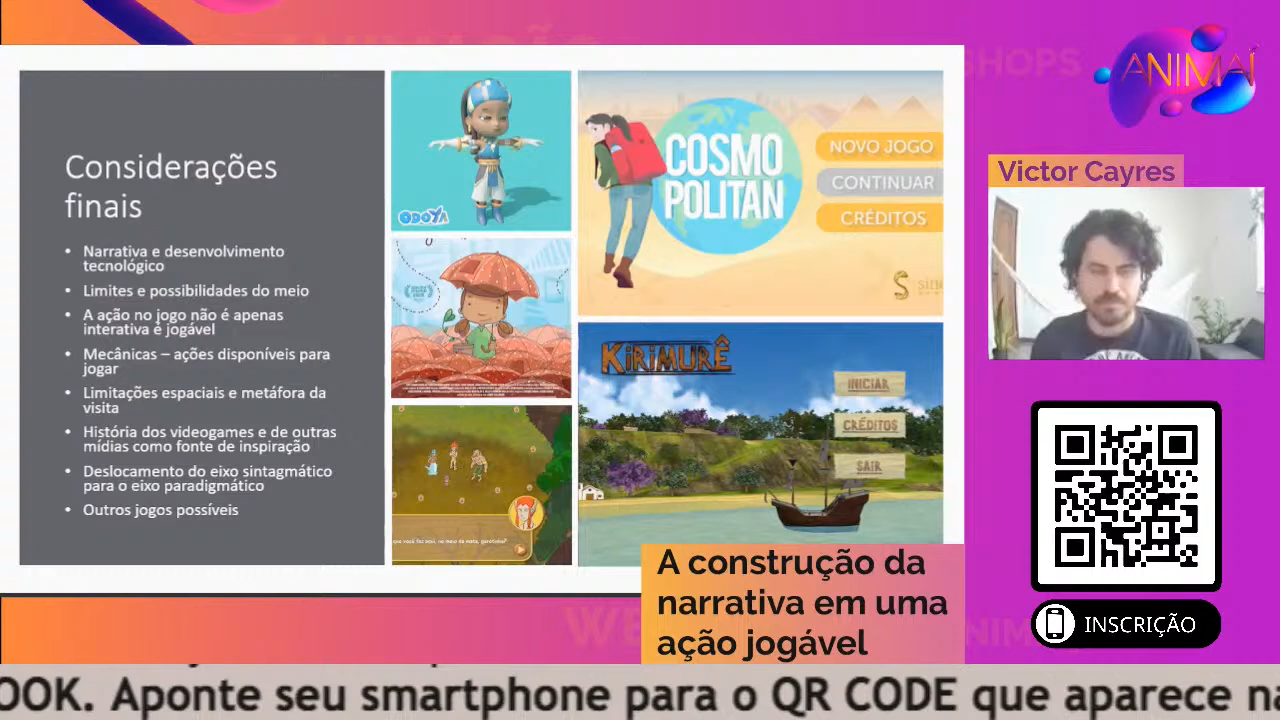 ANIMAÍ
SHOPS
Considerações
finais
• Narrativa e desenvolvimento
tecnológico
• Limites e possibilidades do meio
• A ação no jogo não é apenas
interativa é jogável
• Mecânicas – ações disponíveis para
jogar
• Limitações espaciais e metáfora da
visita
• História dos videogames e de outras
mídias como fonte de inspiração
• Deslocamento do eixo sintagmático
para o eixo paradigmático
• Outros jogos possíveis
ODOYA
COSMO
POLITAN
NOVO JOGO
CONTINUAR
CRÉDITOS
KIRIMURÊ
INICIAR
CRÉDITOS
SAIR
Victor Cayres
A construção da
narrativa em uma
ação jogável
INSCRIÇÃO
OOK. Aponte seu smartphone para o QR CODE que aparece na